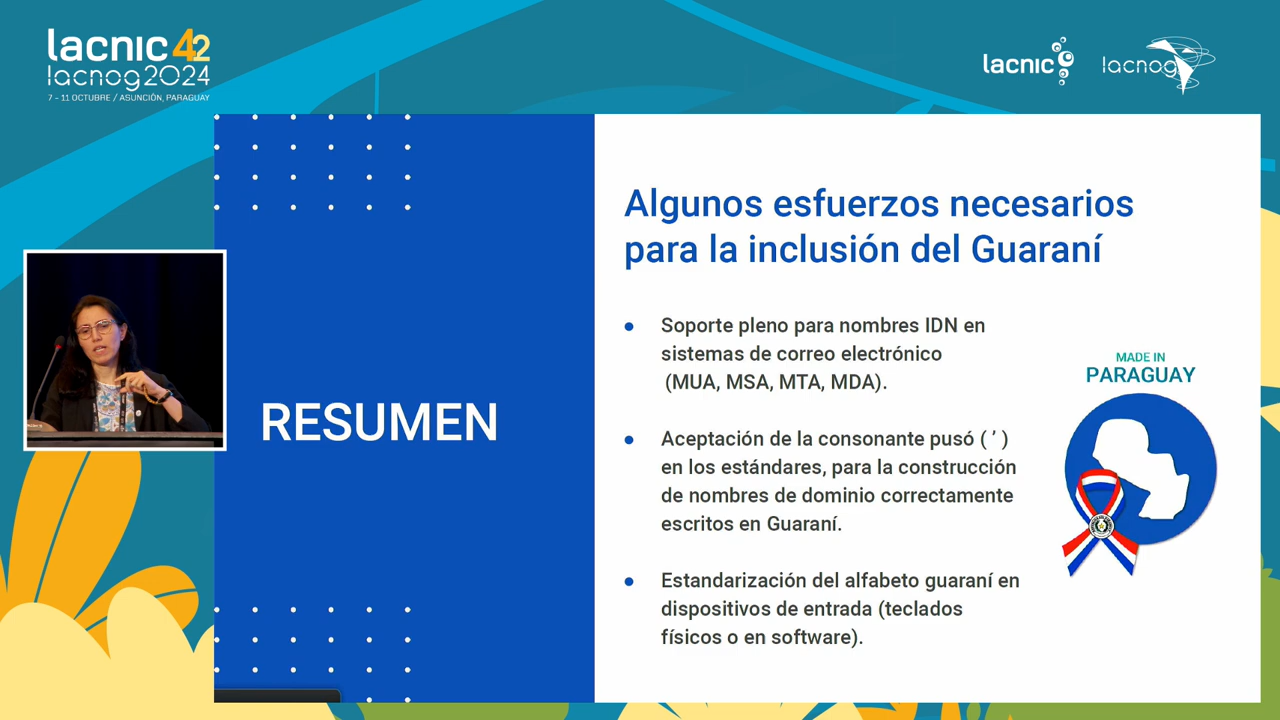 lacnic 42
lacnog2024
7 - 11 OCTUBRE / ASUNCIÓN, PARAGUAY
lacnic
lacnog
RESUMEN
Algunos esfuerzos necesarios
para la inclusión del Guaraní
Soporte pleno para nombres IDN en
sistemas de correo electrónico
(MUA, MSA, MTA, MDA).
Aceptación de la consonante pusó ( ’ )
en los estándares, para la construcción
de nombres de dominio correctamente
escritos en Guaraní.
Estandarización del alfabeto guaraní en
dispositivos de entrada (teclados
físicos o en software).
MADE IN
PARAGUAY